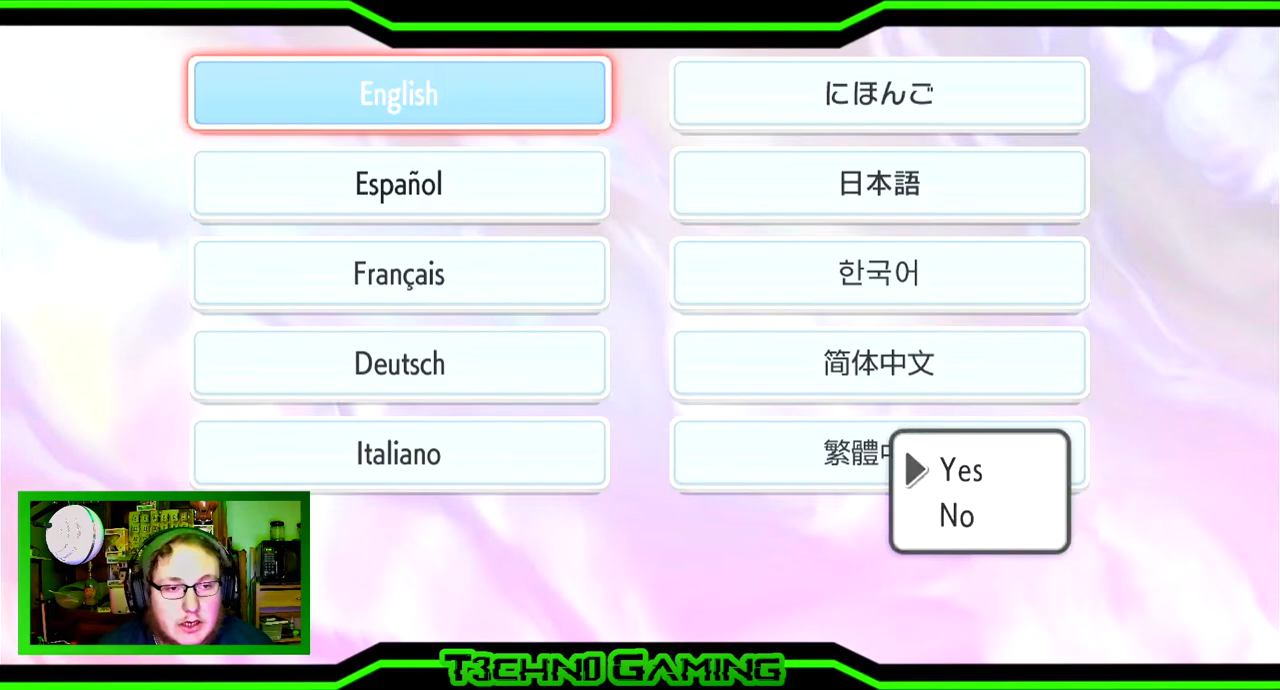 English
Español
Français
Deutsch
Italiano
にほんご
日本語
한국어
简体中文
繁體
Yes
No
T3CHN0 GAMING